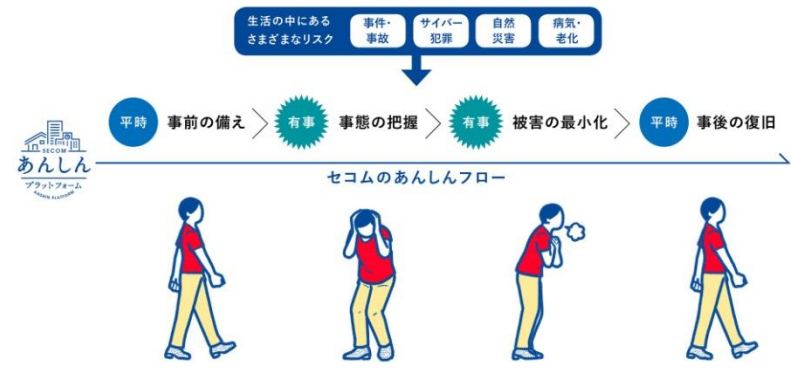 生活の中にある
さまざまなリスク
事件・
事故
サイバー
犯罪
自然
災害
病気・
老化
平時 事前の備え
有事 事態の把握
有事 被害の最小化
平時 事後の復旧
SECOM
あんしん
プラットフォーム
ANSHIN PLATFORM
セコムのあんしんフロー